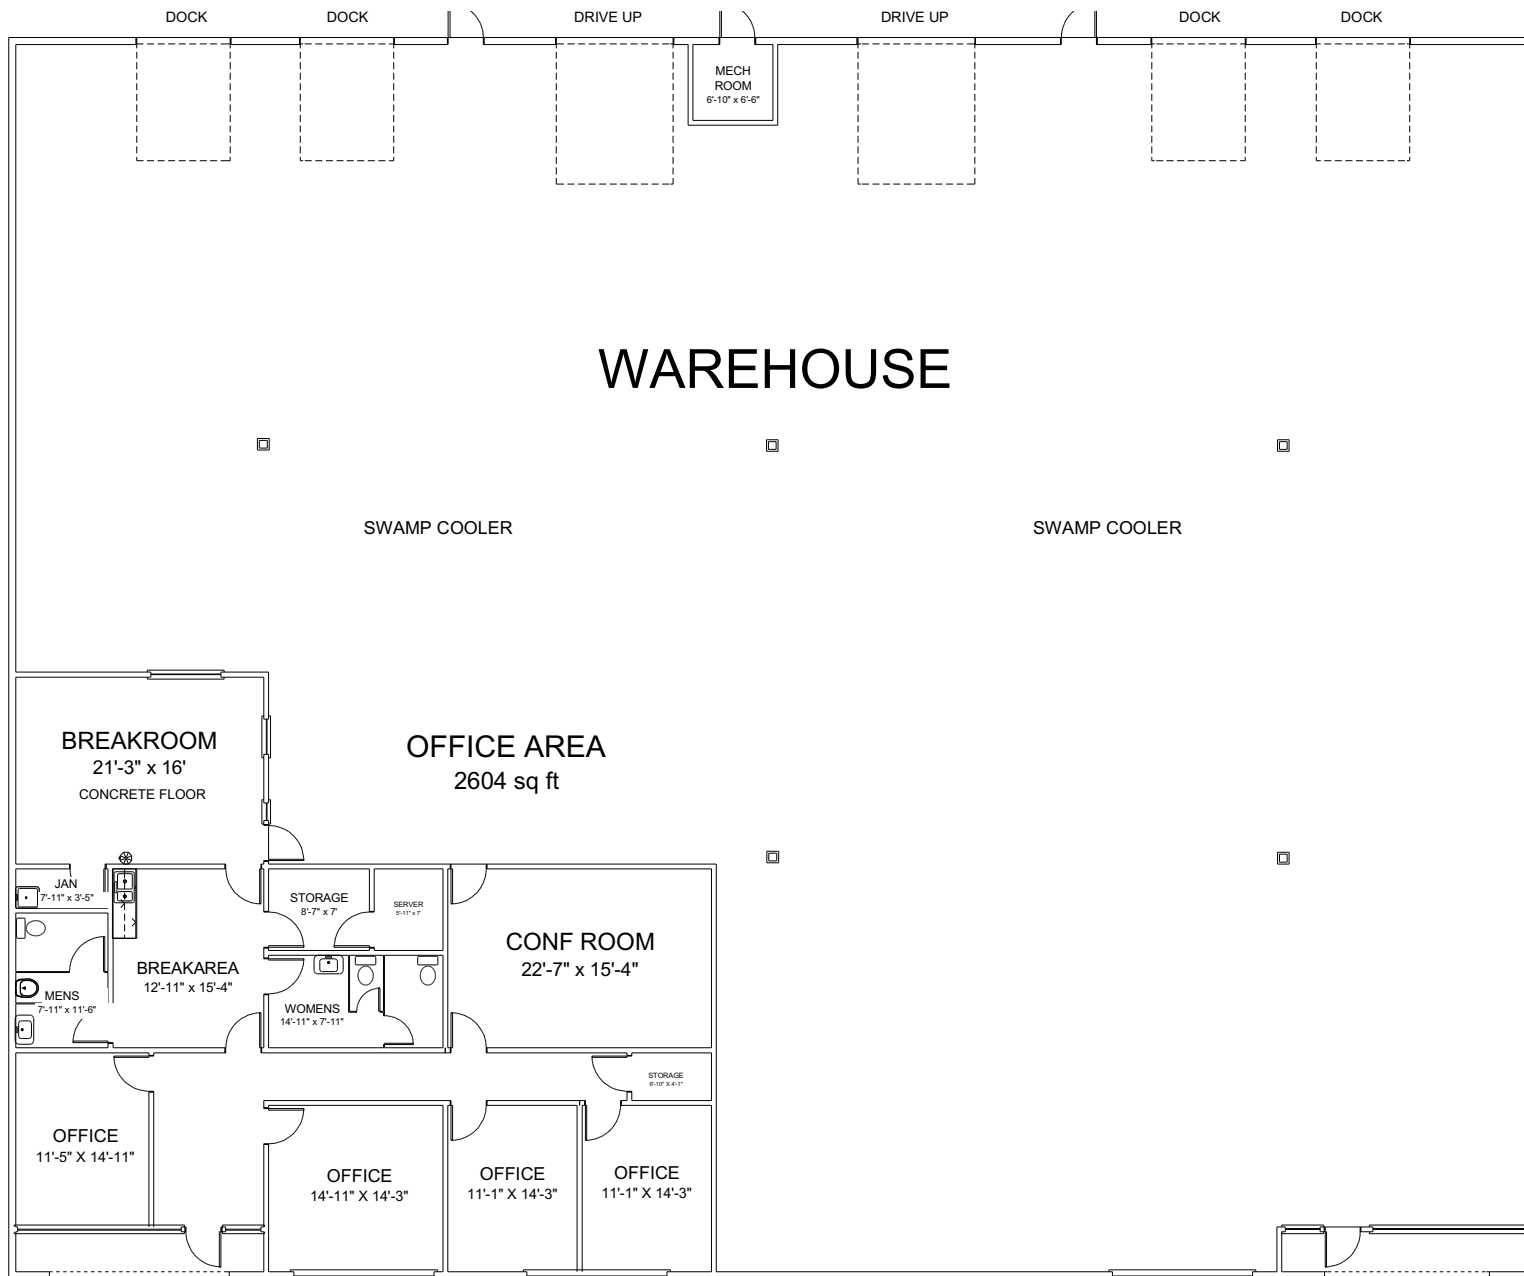 DOCK
DOCK
DRIVE UP
DRIVE UP
DOCK
DOCK
MECH
ROOM
6'-10" x 6'-6"
WAREHOUSE
SWAMP COOLER
SWAMP COOLER
BREAKROOM
21'-3" x 16'
CONCRETE FLOOR
OFFICE AREA
2604 sq ft
JAN
7'-11" x 3'-5"
STORAGE
8'-7" x 7'
SERVER
5'-11" x 7'
CONF ROOM
22'-7" x 15'-4"
BREAKAREA
12'-11" x 15'-4"
MENS
7'-11" x 11'-6"
WOMENS
14'-11" x 7'-11"
STORAGE
6'-10" X 4'-1"
OFFICE
11'-5" X 14'-11"
OFFICE
14'-11" X 14'-3"
OFFICE
11'-1" X 14'-3"
OFFICE
11'-1" X 14'-3"